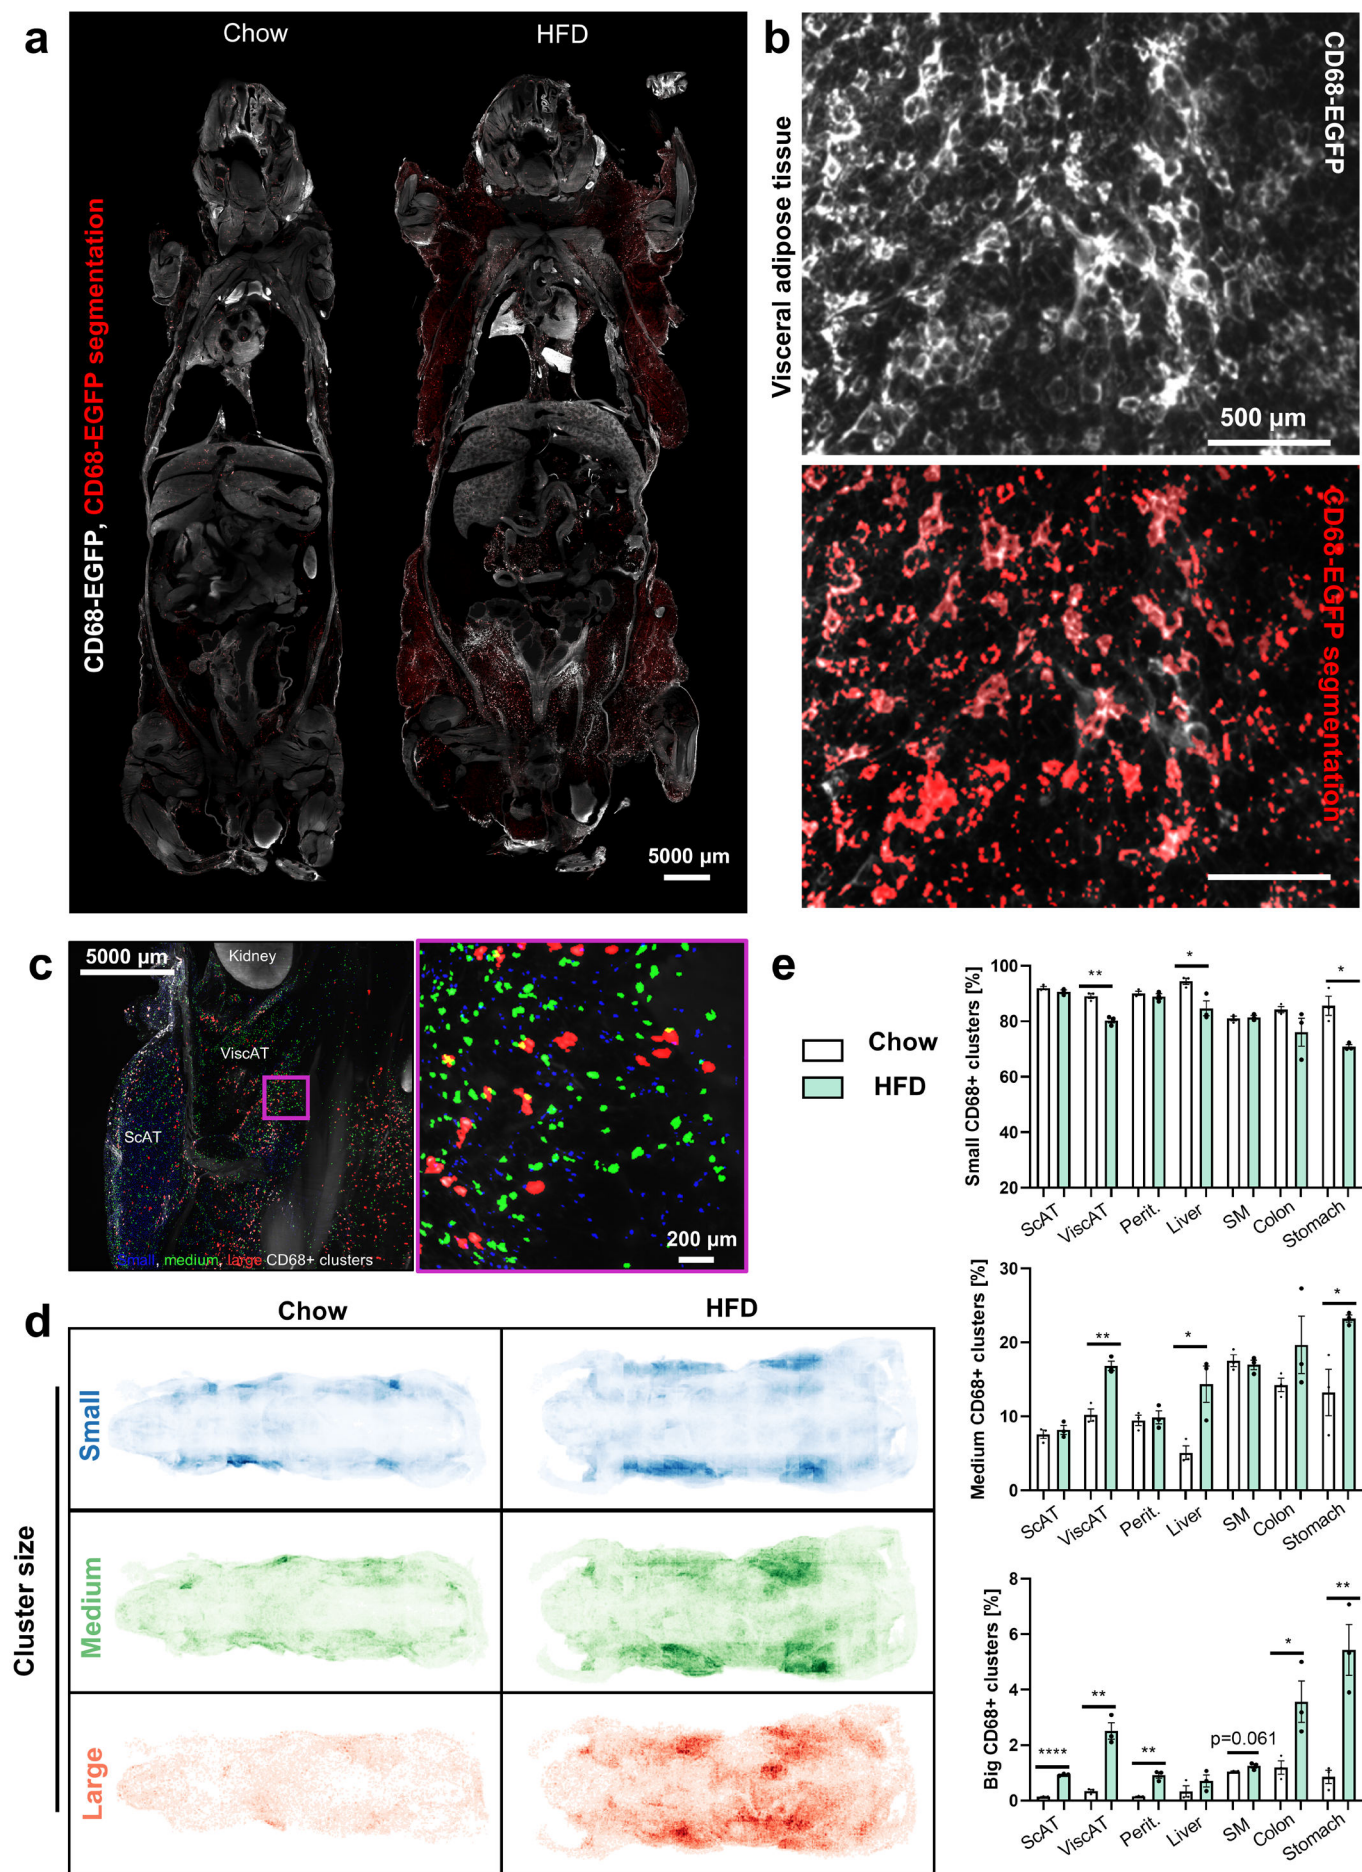 a
Chow
HFD
CD68-EGFP, CD68-EGFP segmentation
5000 µm
b
Visceral adipose tissue
CD68-EGFP
500 µm
CD68-EGFP segmentation
c
5000 µm
Kidney
ViscAT
ScAT
Small, medium, large CD68+ clusters
200 µm
d
Chow
HFD
Cluster size
Small
Medium
Large
e
Chow
HFD
Small CD68+ clusters [%]
100
80
60
40
20
**
*
*
ScAT
ViscAT
Perit.
Liver
SM
Colon
Stomach
Medium CD68+ clusters [%]
30
20
10
0
**
*
*
ScAT
ViscAT
Perit.
Liver
SM
Colon
Stomach
Big CD68+ clusters [%]
8
6
4
2
0
****
**
**
p=0.061
*
**
ScAT
ViscAT
Perit.
Liver
SM
Colon
Stomach